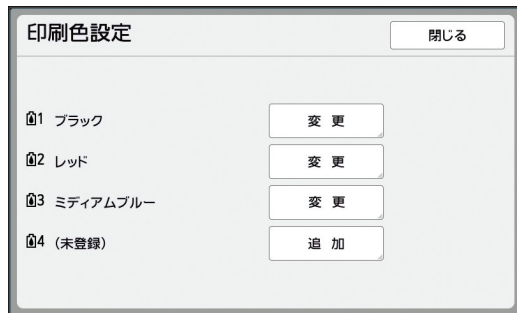 印刷色設定
閉じる
1 ブラック
変 更
2 レッド
変 更
3 ミディアムブルー
変 更
4 (未登録)
追 加